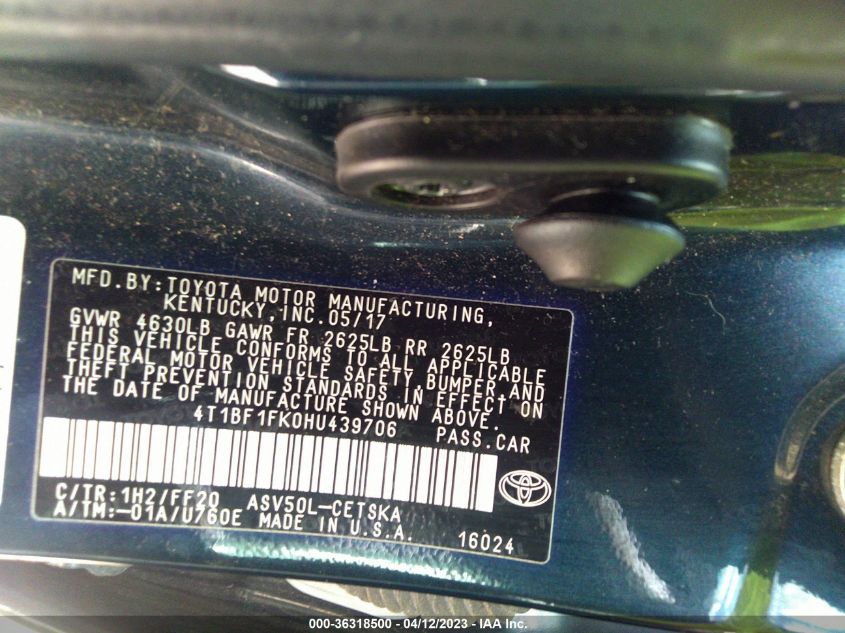 MFD.BY:TOYOTA MOTOR MANUFACTURING,
KENTUCKY,INC.05/17
GVWR 4630LB GAWR FR 2625LB RR 2625LB
THIS VEHICLE CONFORMS TO ALL APPLICABLE
FEDERAL MOTOR VEHICLE SAFETY,BUMPER,AND
THEFT PREVENTION STANDARDS IN EFFECT ON
THE DATE OF MANUFACTURE SHOWN ABOVE.
4T1BF1FK0HU439706 PASS.CAR
C/TR:1H2/FF20 ASV50L-CETSKA
A/TM:-01A/U760E MADE IN U.S.A. 16024
000-36318500 - 04/12/2023 - IAA Inc.